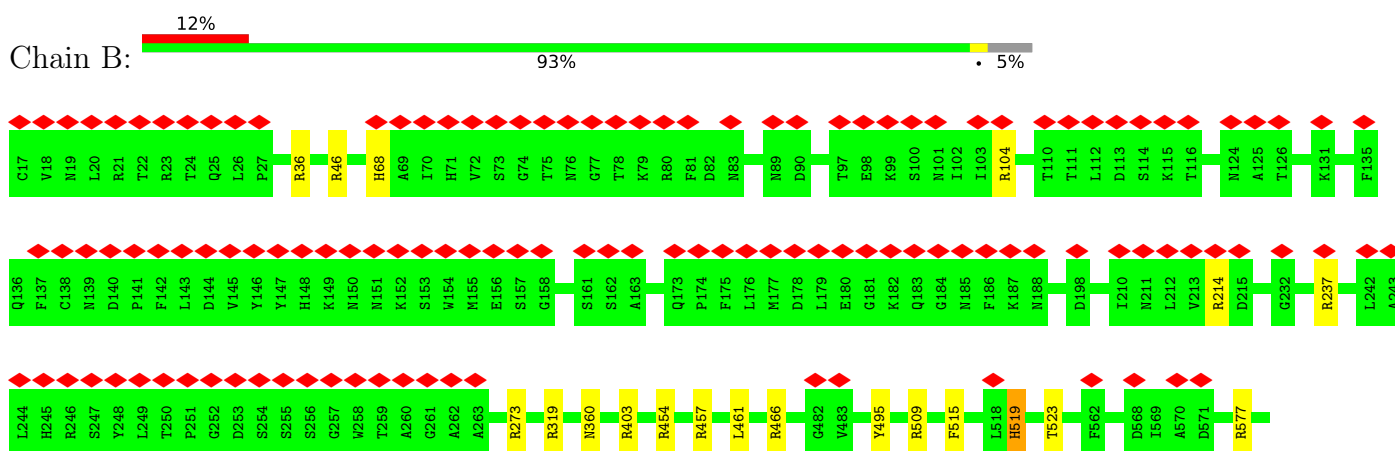 12%
Chain B:
93%
• 5%
C17 V18 N19 L20 R21 T22 R23 T24 Q25 L26 P27 R36 R46 H68 A69 I70 H71 V72 S73 G74 T75 N76 G77 T78 K79 R80 F81 D82 N83 N89 D90 T97 E98 K99 S100 N101 I102 I103 R104 T110 T111 L112 D113 S114 K115 T116 N124 A125 T126 K131 F135
Q136 F137 C138 N139 D140 P141 F142 L143 D144 V145 Y146 Y147 H148 K149 N150 N151 K152 S153 W154 M155 E156 S157 G158 S161 S162 A163 Q173 P174 F175 L176 M177 D178 L179 E180 G181 K182 Q183 G184 N185 F186 K187 N188 D198 I210 N211 L212 V213 R214 D215 G232 R237 L242 A243
L244 H245 R246 S247 Y248 L249 T250 P251 G252 D253 S254 S255 S256 G257 W258 T259 A260 G261 A262 A263 R273 R319 N360 R403 R454 R457 L461 R466 G482 V483 Y495 R509 F515 L518 H519 T523 F562 D568 I569 A570 D571 R577